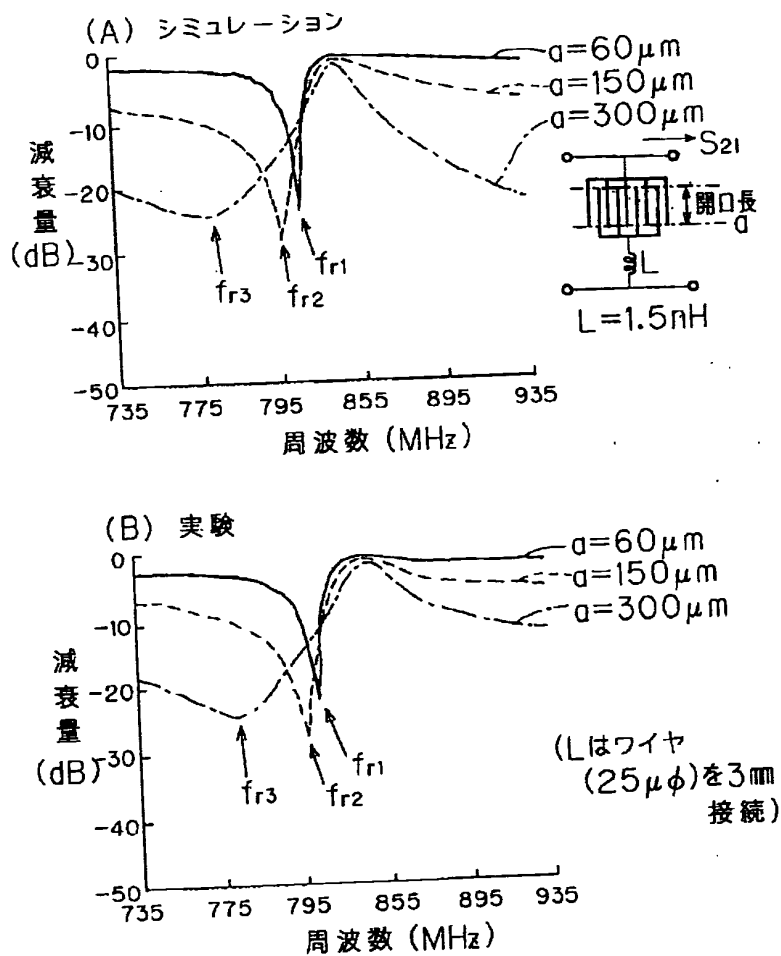 (A) シミュレーション
0
-10
-20
-30
-40
-50
減衰量
(dB)
735 775 795 855 895 935
周波数 (MHz)
fr3
fr2
fr1
a=60μm
a=150μm
a=300μm
S21
開口長
a
L
L=1.5nH
(B) 実験
0
-10
-20
-30
-40
-50
減衰量
(dB)
735 775 795 855 895 935
周波数 (MHz)
fr3
fr2
fr1
a=60μm
a=150μm
a=300μm
(Lはワイヤ
(25μφ)を3㎜
接続)